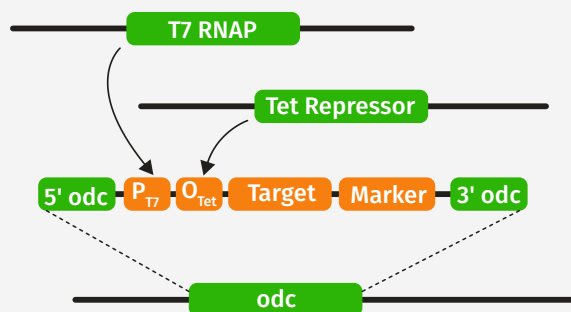 T7 RNAP
Tet Repressor
5' odc PT7 OTet Target Marker 3' odc
odc